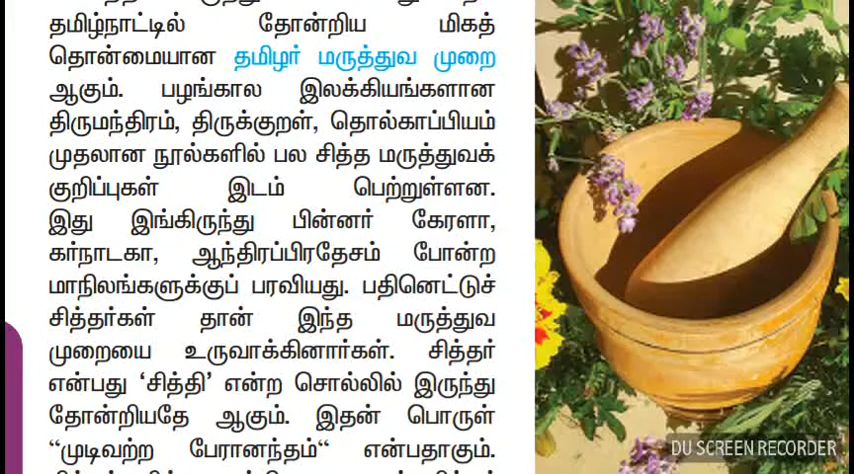 தமிழ்நாட்டில் தோன்றிய மிகத்
தொன்மையான தமிழர் மருத்துவ முறை
ஆகும். பழங்கால இலக்கியங்களான
திருமந்திரம், திருக்குறள், தொல்காப்பியம்
முதலான நூல்களில் பல சித்த மருத்துவக்
குறிப்புகள் இடம் பெற்றுள்ளன.
இது இங்கிருந்து பின்னர் கேரளா,
கர்நாடகா, ஆந்திரப்பிரதேசம் போன்ற
மாநிலங்களுக்குப் பரவியது. பதினெட்டுச்
சித்தர்கள் தான் இந்த மருத்துவ
முறையை உருவாக்கினார்கள். சித்தர்
என்பது ‘சித்தி’ என்ற சொல்லில் இருந்து
தோன்றியதே ஆகும். இதன் பொருள்
“முடிவற்ற பேரானந்தம்“ என்பதாகும்.
DU SCREEN RECORDER